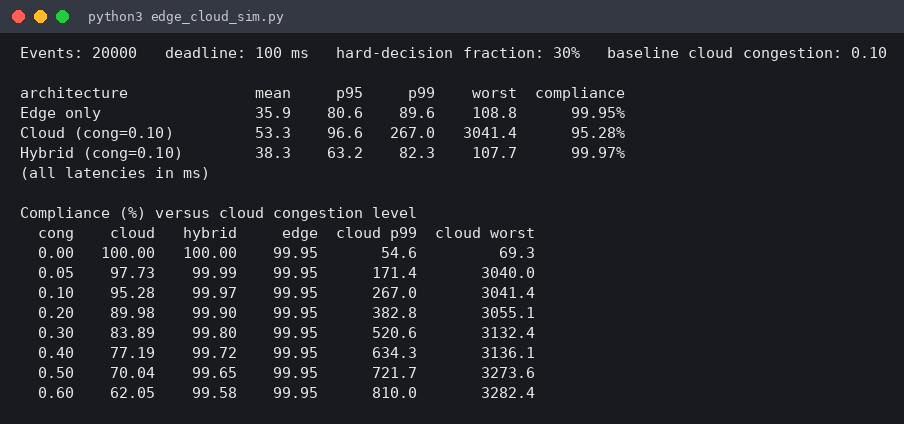 python3 edge_cloud_sim.py
Events: 20000   deadline: 100 ms   hard-decision fraction: 30%   baseline cloud congestion: 0.10
architecture              mean     p95     p99    worst  compliance
Edge only                 35.9    80.6    89.6    108.8      99.95%
Cloud (cong=0.10)         53.3    96.6   267.0   3041.4      95.28%
Hybrid (cong=0.10)        38.3    63.2    82.3    107.7      99.97%
(all latencies in ms)
Compliance (%) versus cloud congestion level
  cong    cloud   hybrid     edge  cloud p99  cloud worst
  0.00   100.00   100.00    99.95       54.6         69.3
  0.05    97.73    99.99    99.95      171.4       3040.0
  0.10    95.28    99.97    99.95      267.0       3041.4
  0.20    89.98    99.90    99.95      382.8       3055.1
  0.30    83.89    99.80    99.95      520.6       3132.4
  0.40    77.19    99.72    99.95      634.3       3136.1
  0.50    70.04    99.65    99.95      721.7       3273.6
  0.60    62.05    99.58    99.95      810.0       3282.4